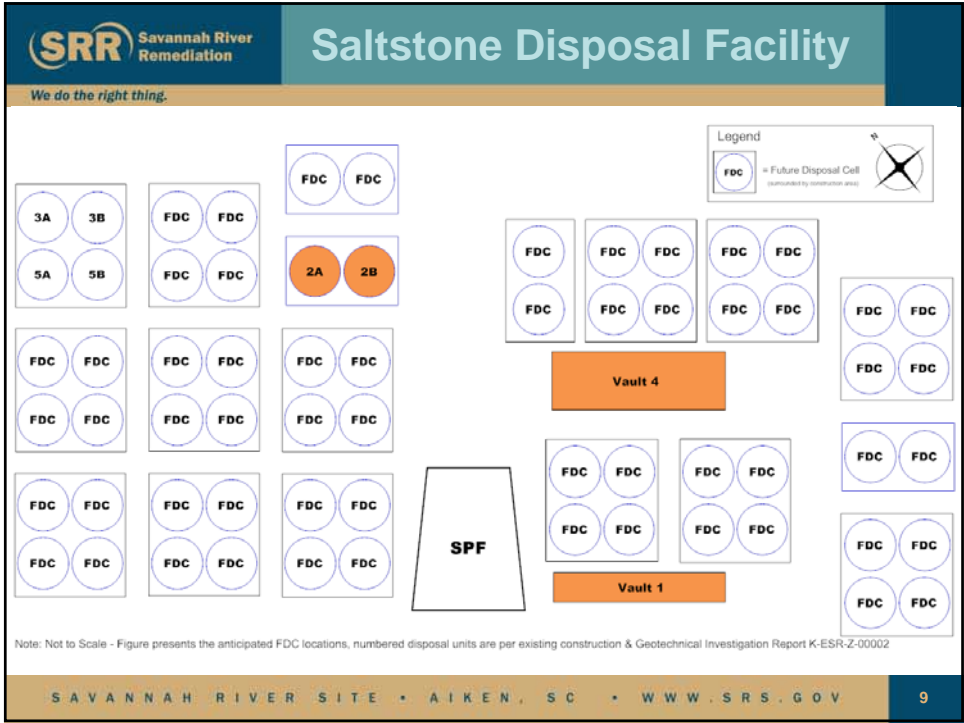 SRR Savannah River
Remediation
Saltstone Disposal Facility
We do the right thing.
Legend
FDC = Future Disposal Cell
(surrounded by construction area)
N
FDC FDC
3A 3B FDC FDC
5A 5B FDC FDC
2A 2B
FDC FDC FDC FDC FDC FDC
FDC FDC FDC FDC FDC FDC
FDC FDC FDC FDC FDC FDC
FDC FDC FDC FDC FDC FDC
SPF
FDC FDC FDC FDC FDC
FDC FDC FDC FDC FDC
Vault 4
FDC FDC FDC FDC
FDC FDC FDC FDC
Vault 1
FDC FDC
FDC FDC
FDC FDC
FDC FDC
FDC FDC
Note: Not to Scale - Figure presents the anticipated FDC locations, numbered disposal units are per existing construction & Geotechnical Investigation Report K-ESR-Z-00002
SAVANNAH RIVER SITE • AIKEN, SC • WWW.SRS.GOV
9